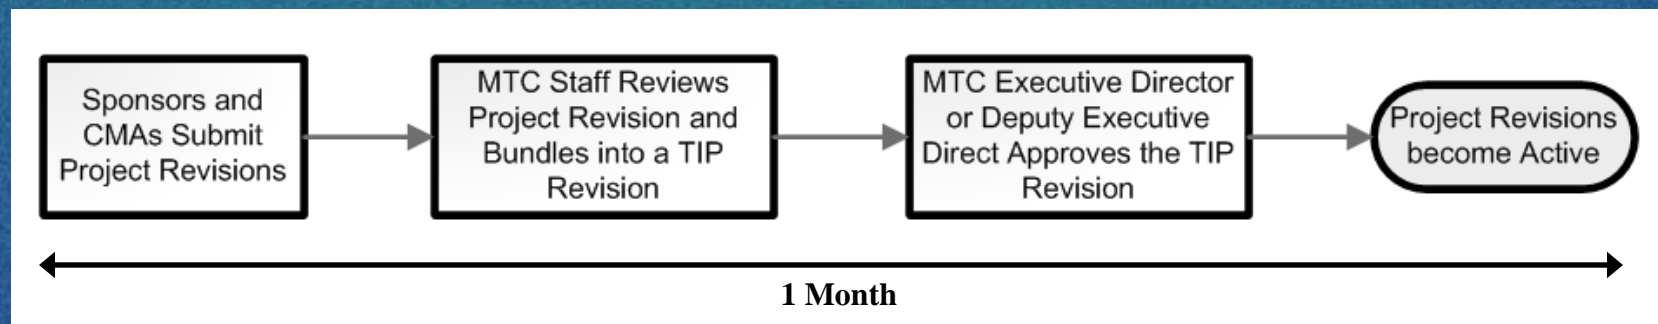 Sponsors and
CMAs Submit
Project Revisions
MTC Staff Reviews
Project Revision and
Bundles into a TIP
Revision
MTC Executive Director
or Deputy Executive
Direct Approves the TIP
Revision
Project Revisions
become Active
1 Month